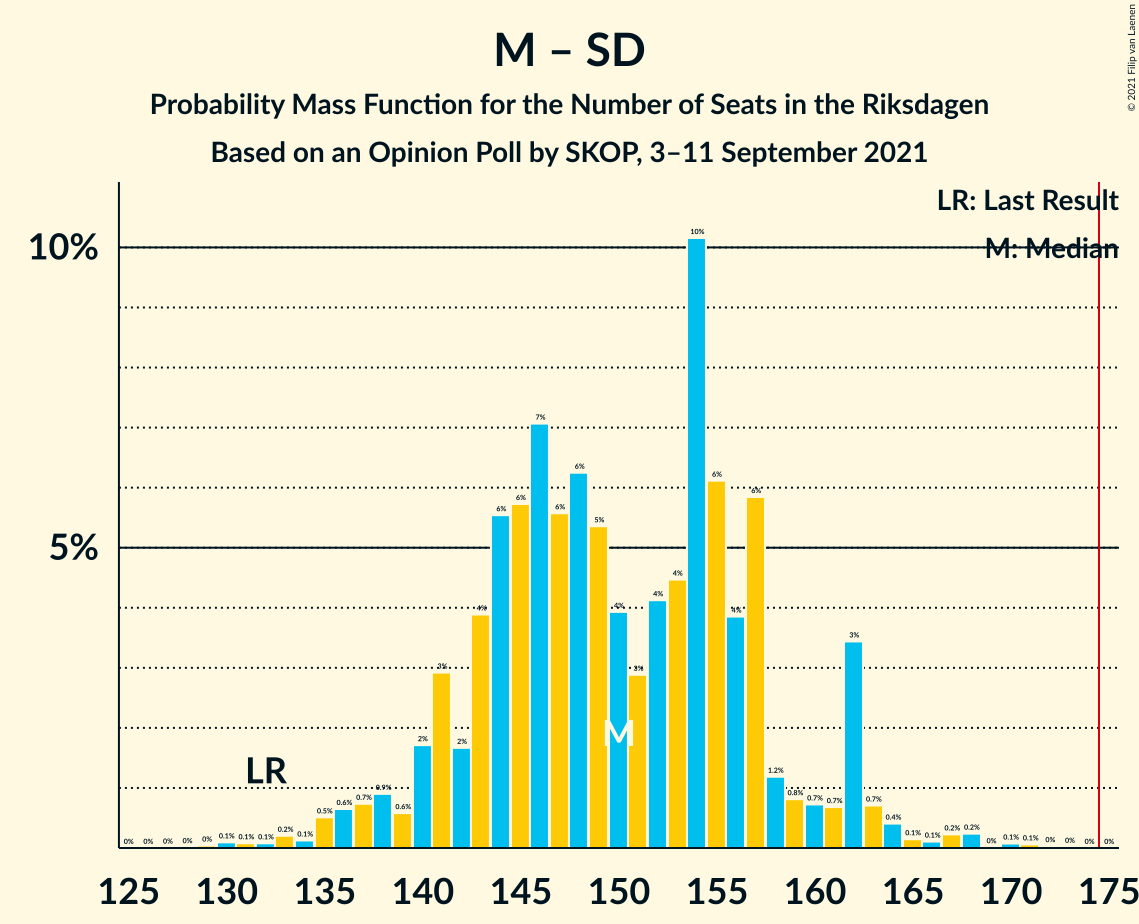 M – SD
Probability Mass Function for the Number of Seats in the Riksdagen
Based on an Opinion Poll by SKOP, 3–11 September 2021
© 2021 Filip van Laenen
LR: Last Result
M: Median
10%
5%
0% 0% 0% 0% 0% 0.1% 0.1% 0.1% 0.2% 0.1% 0.5% 0.6% 0.7% 0.9% 0.6% 2% 3% 2% 4% 6% 6% 7% 6% 6% 5% 4% 3% 4% 4% 10% 6% 4% 6% 1.2% 0.8% 0.7% 0.7% 3% 0.7% 0.4% 0.1% 0.1% 0.2% 0.2% 0% 0.1% 0.1% 0% 0% 0% 0%
LR
M
125 130 135 140 145 150 155 160 165 170 175